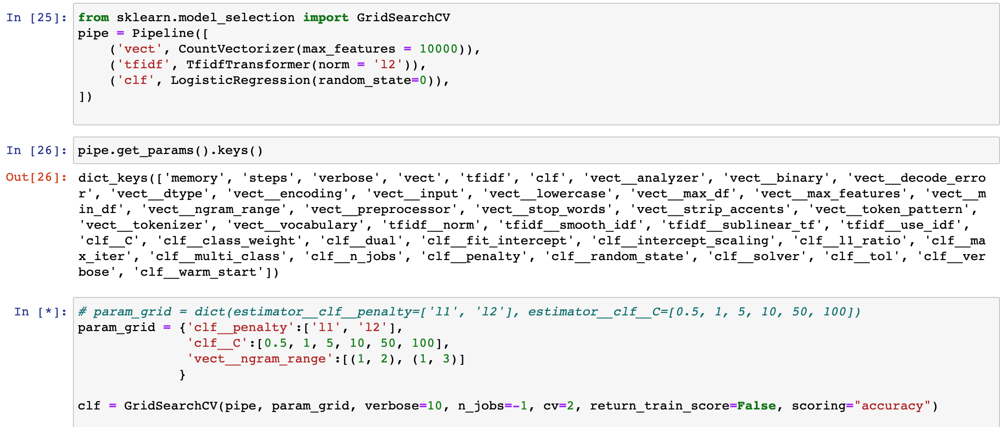 In [25]: from sklearn.model_selection import GridSearchCV
pipe = Pipeline([
    ('vect', CountVectorizer(max_features = 10000)),
    ('tfidf', TfidfTransformer(norm = 'l2')),
    ('clf', LogisticRegression(random_state=0)),
])
In [26]: pipe.get_params().keys()
Out[26]: dict_keys(['memory', 'steps', 'verbose', 'vect', 'tfidf', 'clf', 'vect__analyzer', 'vect__binary', 'vect__decode_erro
r', 'vect__dtype', 'vect__encoding', 'vect__input', 'vect__lowercase', 'vect__max_df', 'vect__max_features', 'vect__m
in_df', 'vect__ngram_range', 'vect__preprocessor', 'vect__stop_words', 'vect__strip_accents', 'vect__token_pattern',
'vect__tokenizer', 'vect__vocabulary', 'tfidf__norm', 'tfidf__smooth_idf', 'tfidf__sublinear_tf', 'tfidf__use_idf',
'clf__C', 'clf__class_weight', 'clf__dual', 'clf__fit_intercept', 'clf__intercept_scaling', 'clf__l1_ratio', 'clf__ma
x_iter', 'clf__multi_class', 'clf__n_jobs', 'clf__penalty', 'clf__random_state', 'clf__solver', 'clf__tol', 'clf__ver
bose', 'clf__warm_start'])
In [*]: # param_grid = dict(estimator__clf__penalty=['l1', 'l2'], estimator__clf__C=[0.5, 1, 5, 10, 50, 100])
param_grid = {'clf__penalty':['l1', 'l2'],
              'clf__C':[0.5, 1, 5, 10, 50, 100],
              'vect__ngram_range':[(1, 2), (1, 3)]
             }
clf = GridSearchCV(pipe, param_grid, verbose=10, n_jobs=-1, cv=2, return_train_score=False, scoring="accuracy")